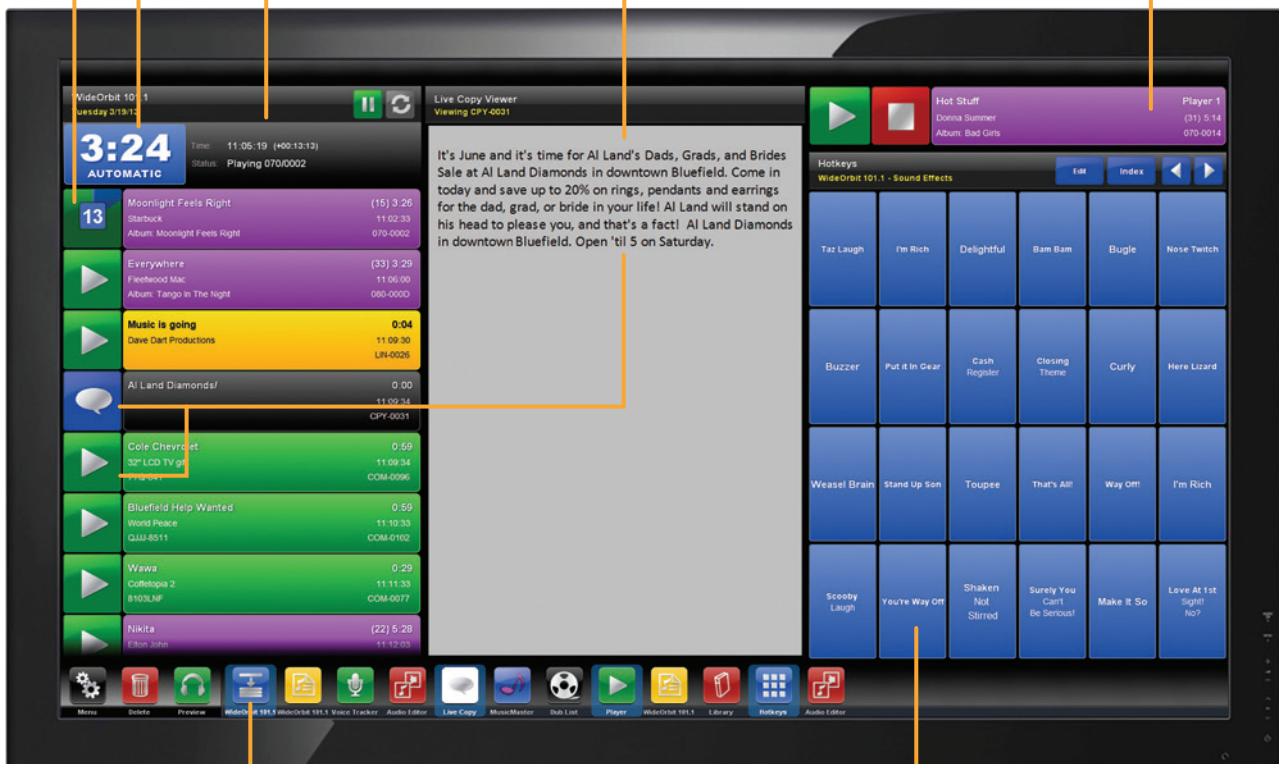 WideOrbit 101.1
Tuesday 3/19/13
3:24
AUTOMATIC
Time: 11:05:19 (+00:13:13)
Status: Playing 070/0002
13
Moonlight Feels Right (15) 3:26
Starbuck 11:02:33
Album: Moonlight Feels Right 070-0002
Everywhere (33) 3:29
Fleetwood Mac 11:06:00
Album: Tango In The Night 080-000D
Music is going 0:04
Dave Dart Productions 11:09:30
LIN-0026
Al Land Diamonds/ 0:00
11:09:34
CPY-0031
Cole Chevrolet 0:59
32" LCD TV 11:09:34
COM-0096
Bluefield Help Wanted 0:59
World Peace 11:10:33
QJJJ-8511 COM-0102
Wawa 0:29
Coffetopia 2 11:11:33
8103LNF COM-0077
Nikita (22) 5:28
Elton John 11:12:03
Live Copy Viewer
Viewing CPY-0031
It's June and it's time for Al Land's Dads, Grads, and Brides
Sale at Al Land Diamonds in downtown Bluefield. Come in
today and save up to 20% on rings, pendants and earrings
for the dad, grad, or bride in your life! Al Land will stand on
his head to please you, and that's a fact! Al Land Diamonds
in downtown Bluefield. Open 'til 5 on Saturday.
Hot Stuff Player 1
Donna Summer (31) 5:14
Album: Bad Girls 070-0014
Hotkeys
WideOrbit 101.1 - Sound Effects
Edit Index
Taz Laugh I'm Rich Delightful Bam Bam Bugle Nose Twitch
Buzzer Put it In Gear Cash Register Closing Theme Curly Here Lizard
Weasel Brain Stand Up Son Toupee That's All! Way Off! I'm Rich
Scooby Laugh You're Way Off Shaken Not Stirred Surely You Can't Be Serious! Make It So Love At 1st Sight! No?
Menu Delete Preview WideOrbit 101.1 WideOrbit 101.1 Voice Tracker Audio Editor Live Copy MusicMaster Dub List Player WideOrbit 101.1 Library Hotkeys Audio Editor